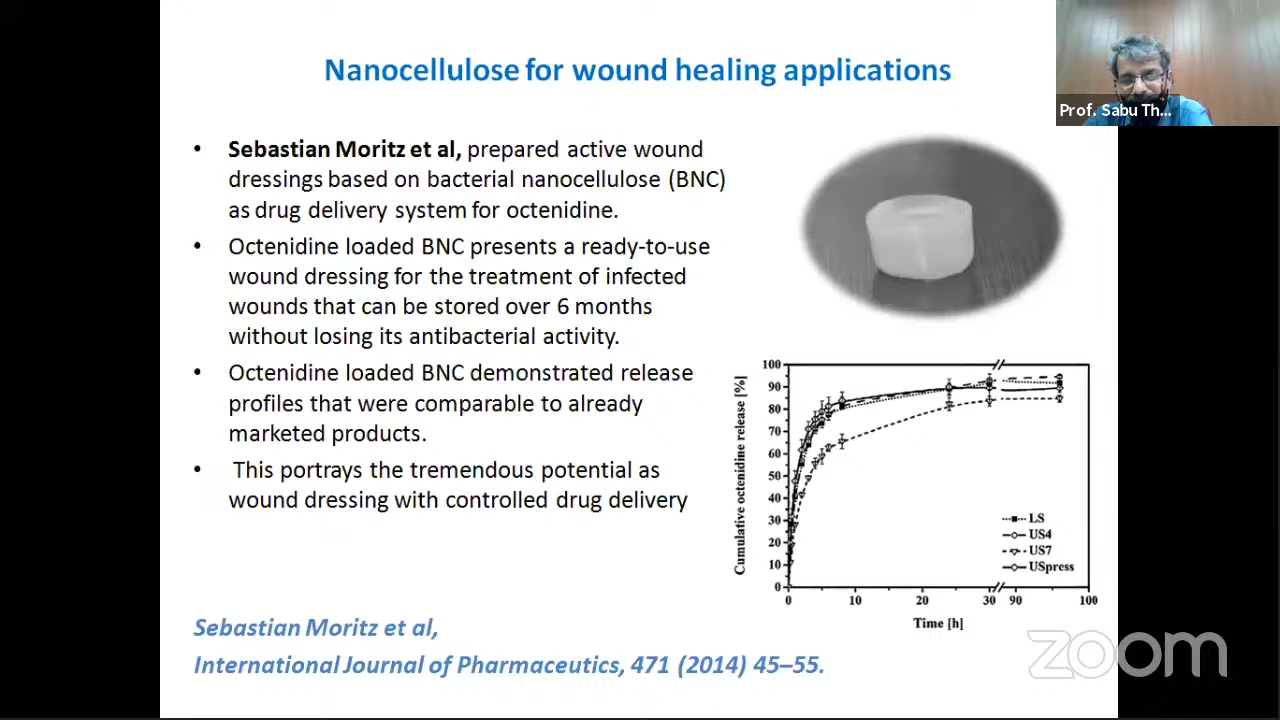 Nanocellulose for wound healing applications
Prof. Sabu Th...
• Sebastian Moritz et al, prepared active wound
dressings based on bacterial nanocellulose (BNC)
as drug delivery system for octenidine.
• Octenidine loaded BNC presents a ready-to-use
wound dressing for the treatment of infected
wounds that can be stored over 6 months
without losing its antibacterial activity.
• Octenidine loaded BNC demonstrated release
profiles that were comparable to already
marketed products.
• This portrays the tremendous potential as
wound dressing with controlled drug delivery
Cumulative octenidine release [%]
100
90
80
70
60
50
40
30
20
10
0
LS
US4
US7
USpress
0 10 20 30 90 100
Time [h]
Sebastian Moritz et al,
International Journal of Pharmaceutics, 471 (2014) 45–55.
zoom